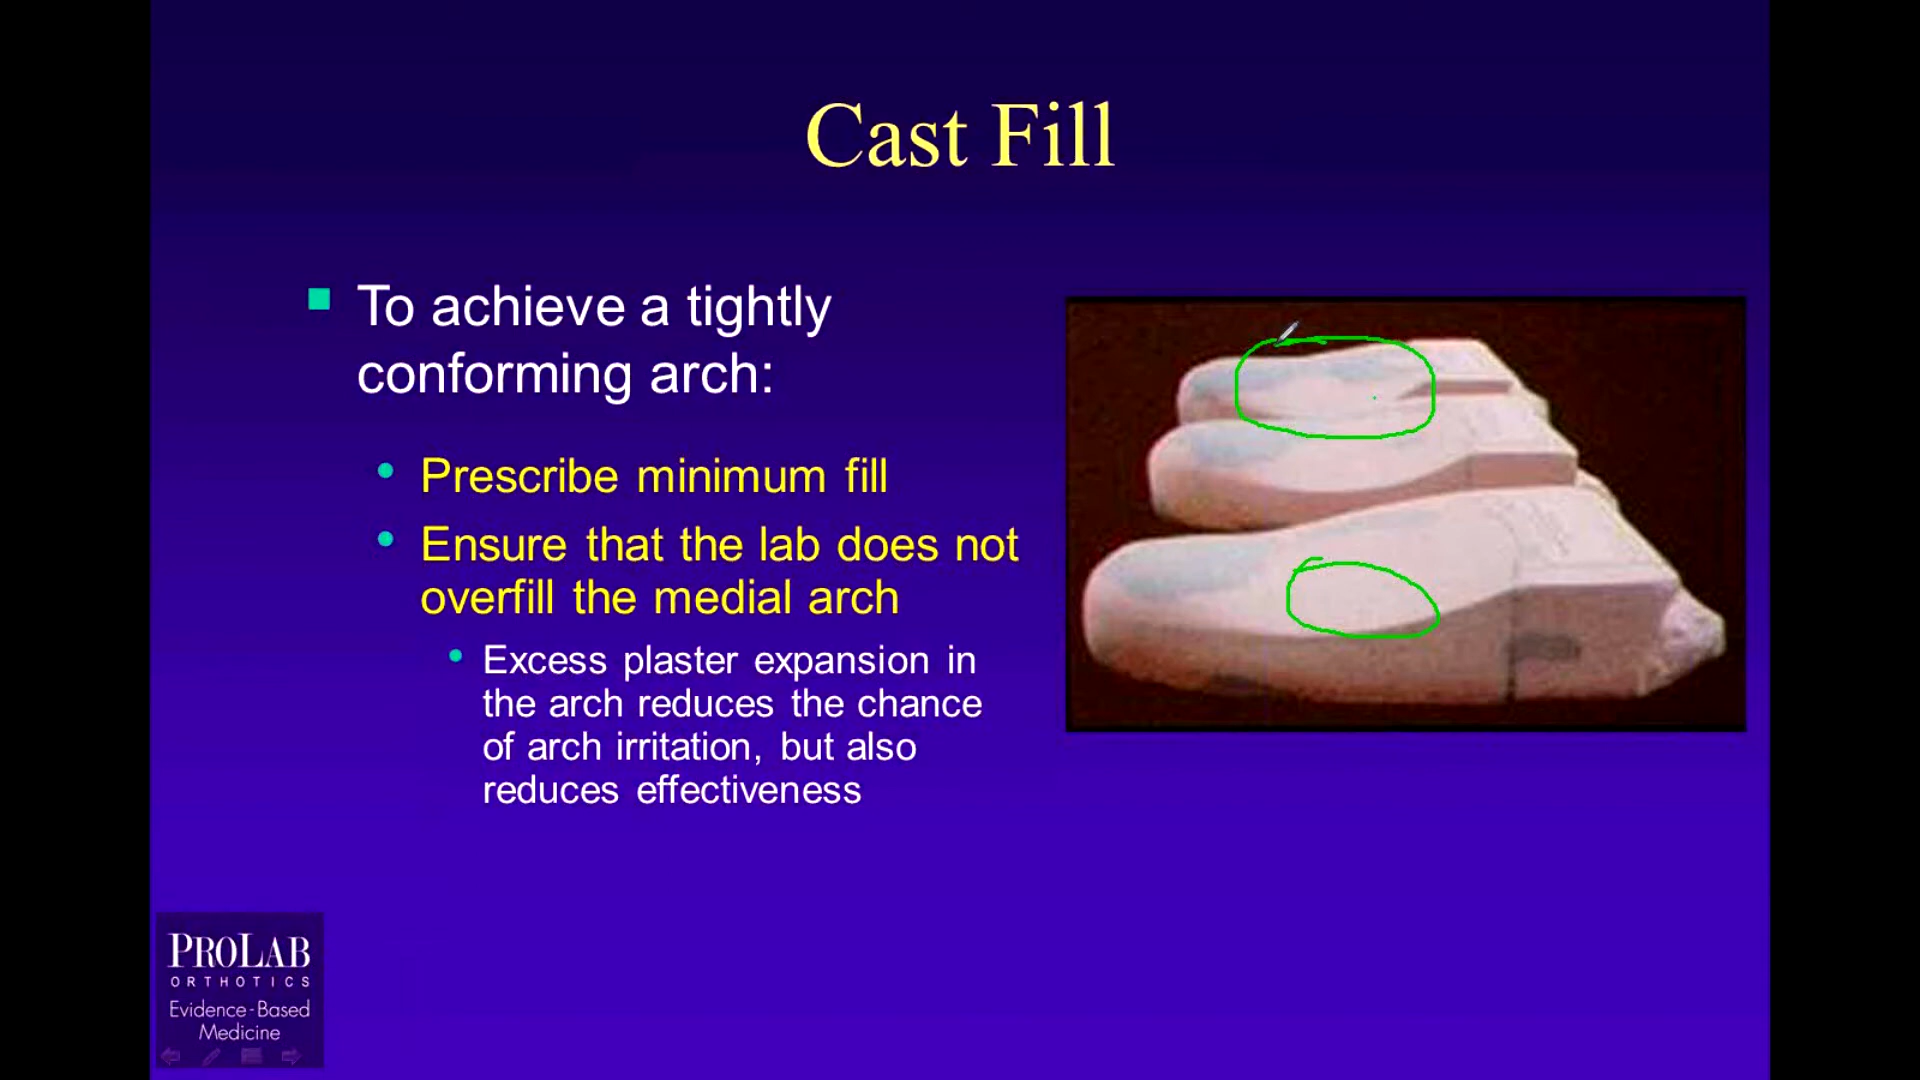 Cast Fill
To achieve a tightly
conforming arch:
Prescribe minimum fill
Ensure that the lab does not
overfill the medial arch
Excess plaster expansion in
the arch reduces the chance
of arch irritation, but also
reduces effectiveness
PROLAB
ORTHOTICS
Evidence-Based
Medicine